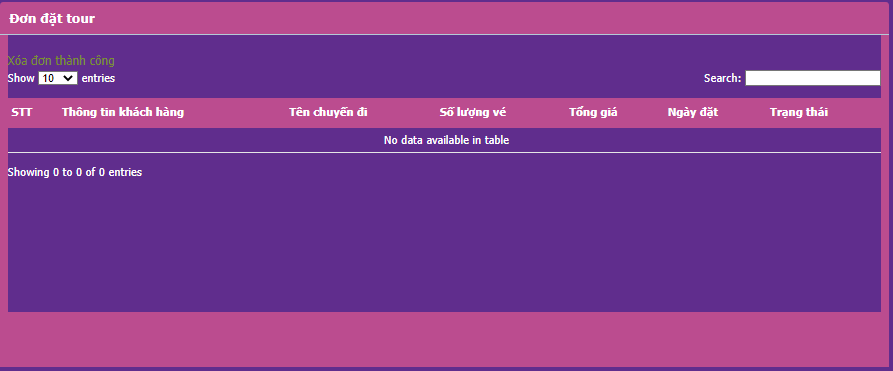 Đơn đặt tour
Xóa đơn thành công
Show 10 entries Search:
STT Thông tin khách hàng Tên chuyến đi Số lượng vé Tổng giá Ngày đặt Trạng thái
No data available in table
Showing 0 to 0 of 0 entries